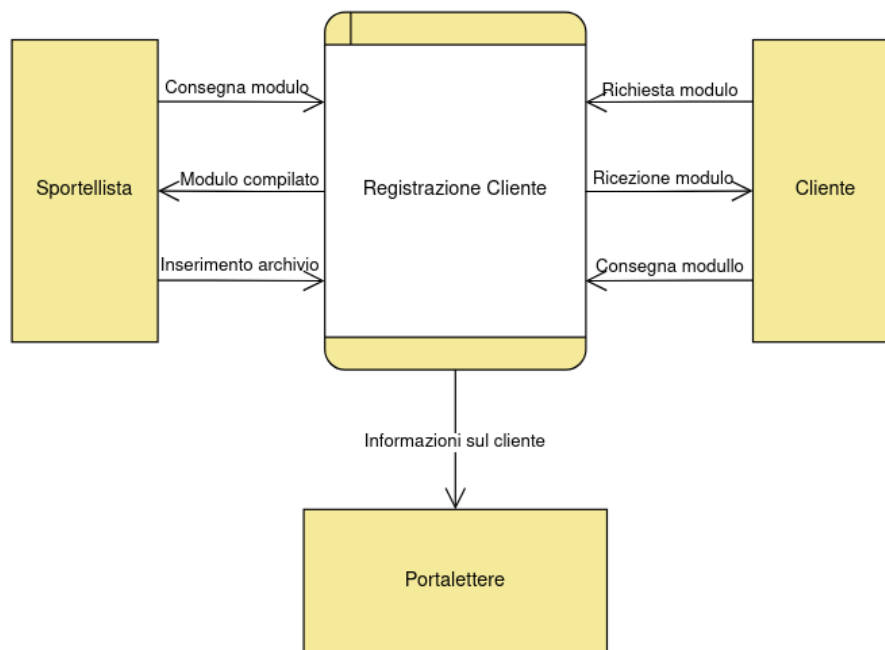 Consegna modulo
Richiesta modulo
Sportellista
Modulo compilato
Registrazione Cliente
Ricezione modulo
Cliente
Inserimento archivio
Consegna modullo
Informazioni sul cliente
Portalettere